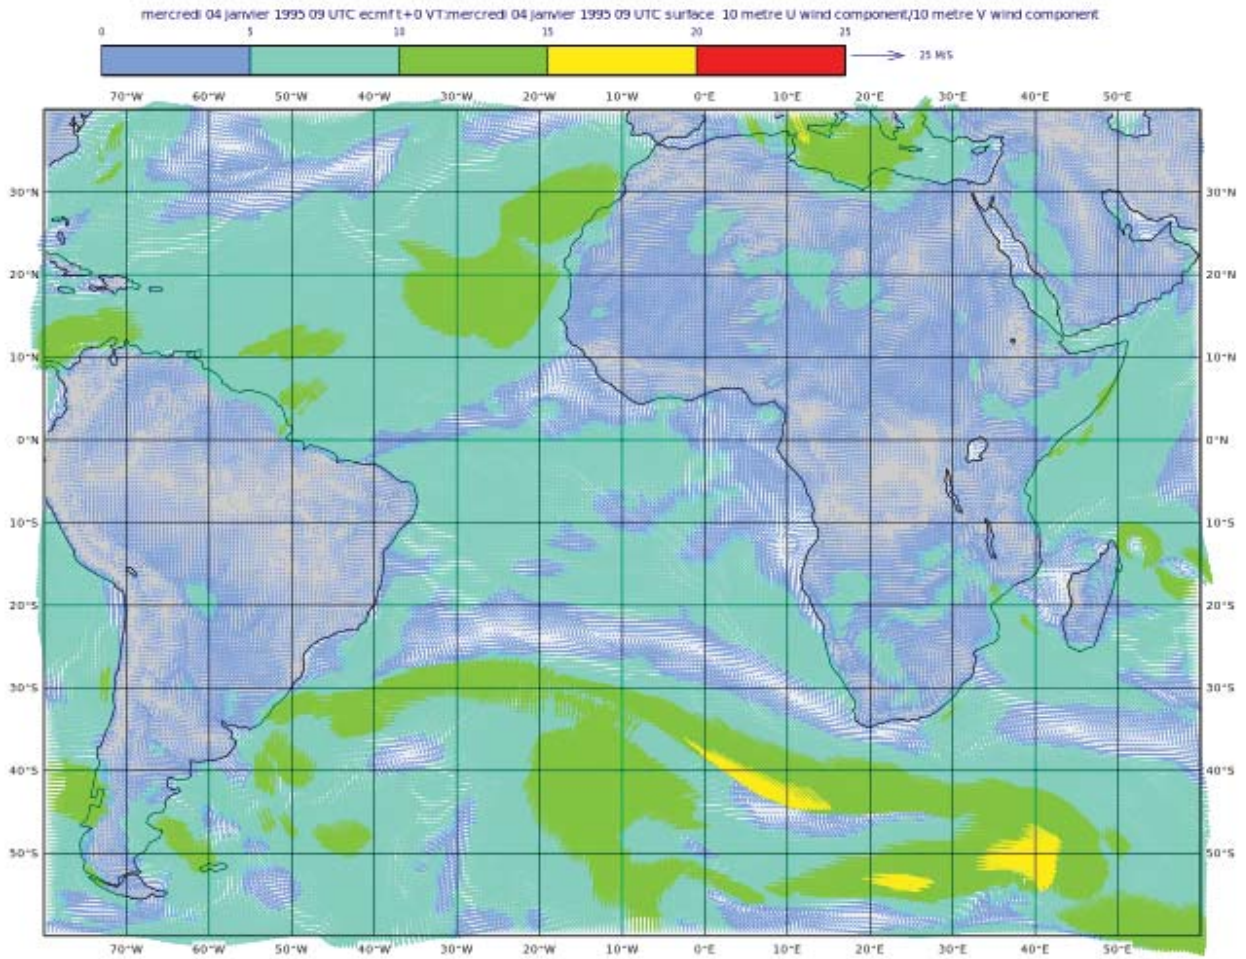 mercredi 04 janvier 1995 09 UTC ecmf t+0 VT:mercredi 04 janvier 1995 09 UTC surface 10 metre U wind component/10 metre V wind component
0 5 10 15 20 25
25 M/S
70°W 60°W 50°W 40°W 30°W 20°W 10°W 0°E 10°E 20°E 30°E 40°E 50°E
30°N 30°N
20°N 20°N
10°N 10°N
0°N 0°N
10°S 10°S
20°S 20°S
30°S 30°S
40°S 40°S
50°S 50°S
70°W 60°W 50°W 40°W 30°W 20°W 10°W 0°E 10°E 20°E 30°E 40°E 50°E